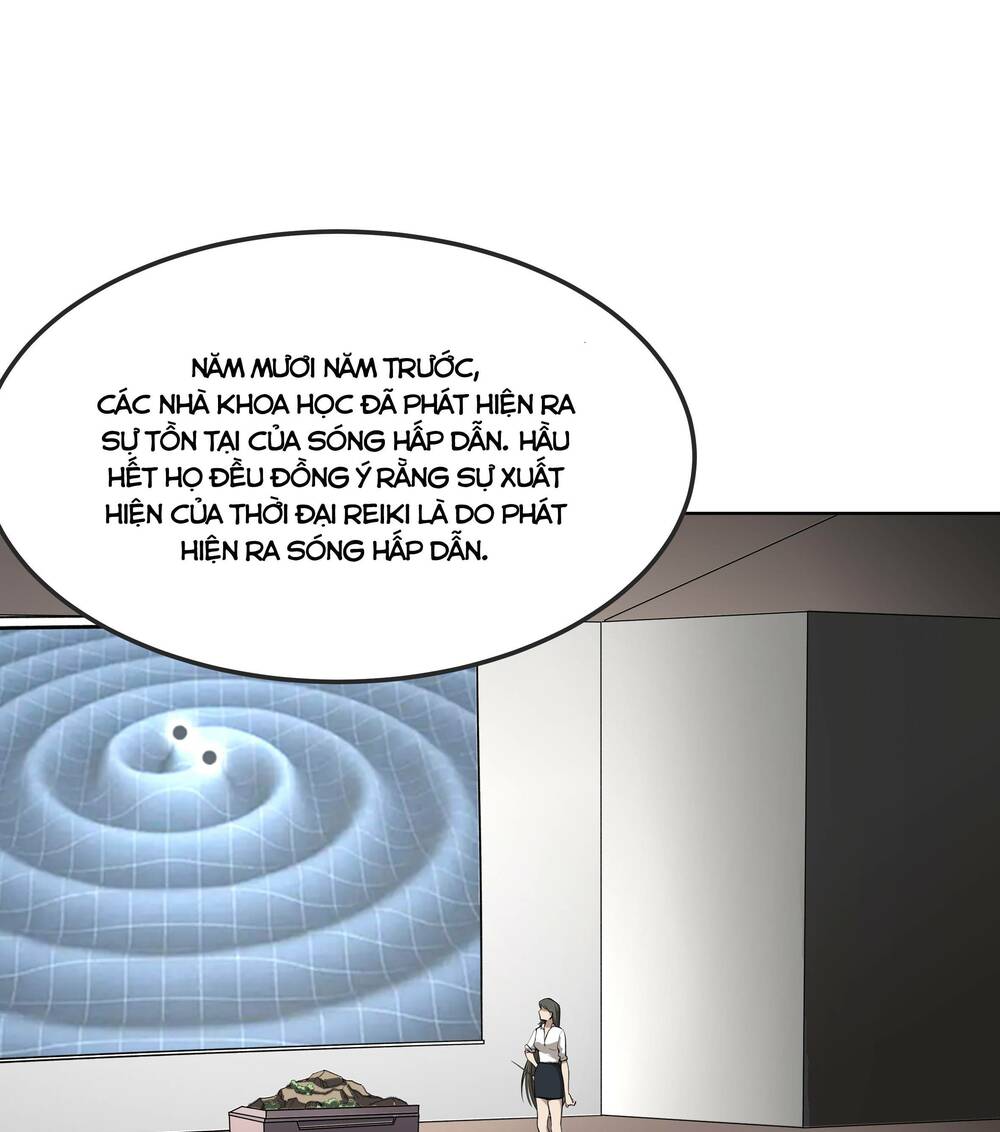 NĂM MƯƠI NĂM TRƯỚC,
CÁC NHÀ KHOA HỌC ĐÃ PHÁT HIỆN RA
SỰ TỒN TẠI CỦA SÓNG HẤP DẪN. HẦU
HẾT HỌ ĐỀU ĐỒNG Ý RẰNG SỰ XUẤT
HIỆN CỦA THỜI ĐẠI REIKI LÀ DO PHÁT
HIỆN RA SÓNG HẤP DẪN.